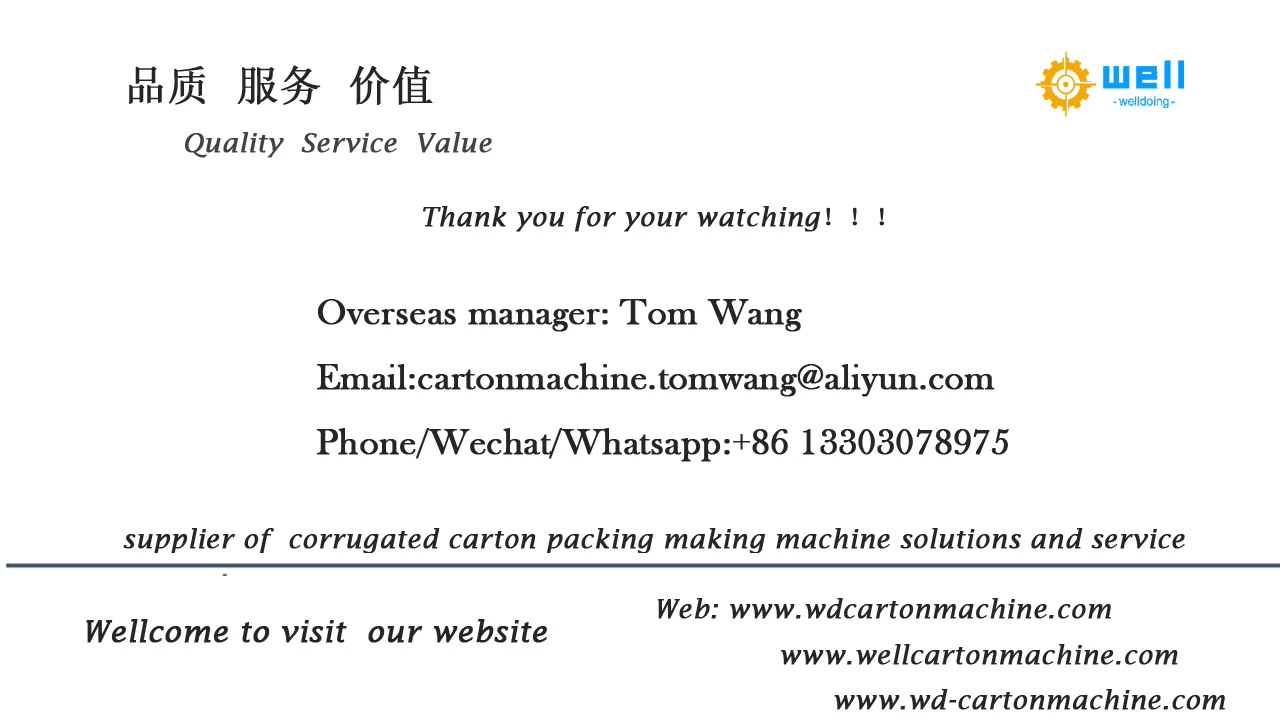 品质 服务 价值
well
-welldoing-
Quality Service Value
Thank you for your watching！！！
Overseas manager: Tom Wang
Email:cartonmachine.tomwang@aliyun.com
Phone/Wechat/Whatsapp:+86 13303078975
supplier of corrugated carton packing making machine solutions and service
Wellcome to visit our website
Web: www.wdcartonmachine.com
www.wellcartonmachine.com
www.wd-cartonmachine.com